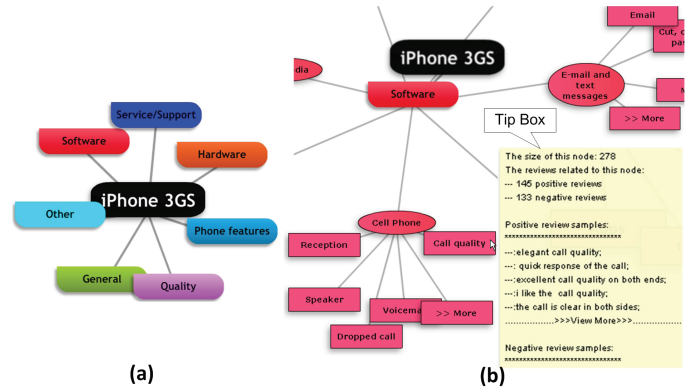 Service/Support
Software
Hardware
iPhone 3GS
Other
Phone features
General
Quality
(a)
iPhone 3GS
Software
dia
E-mail and
text
messages
Email
Cut,
pas
>> More
Tip Box
Cell Phone
Reception
Call quality
Speaker
Voicema
>> More
Dropped call
The size of this node: 278
The reviews related to this node:
--- 145 positive reviews
--- 133 negative reviews
Positive review samples:
********************************
---:elegant call quality;
---: quick response of the call;
---:excellent call quality on both ends;
---:i like the  call quality;
---:the call is clear in both sides;
..................>>>View More>>>..................
Negative review samples:
********************************
(b)